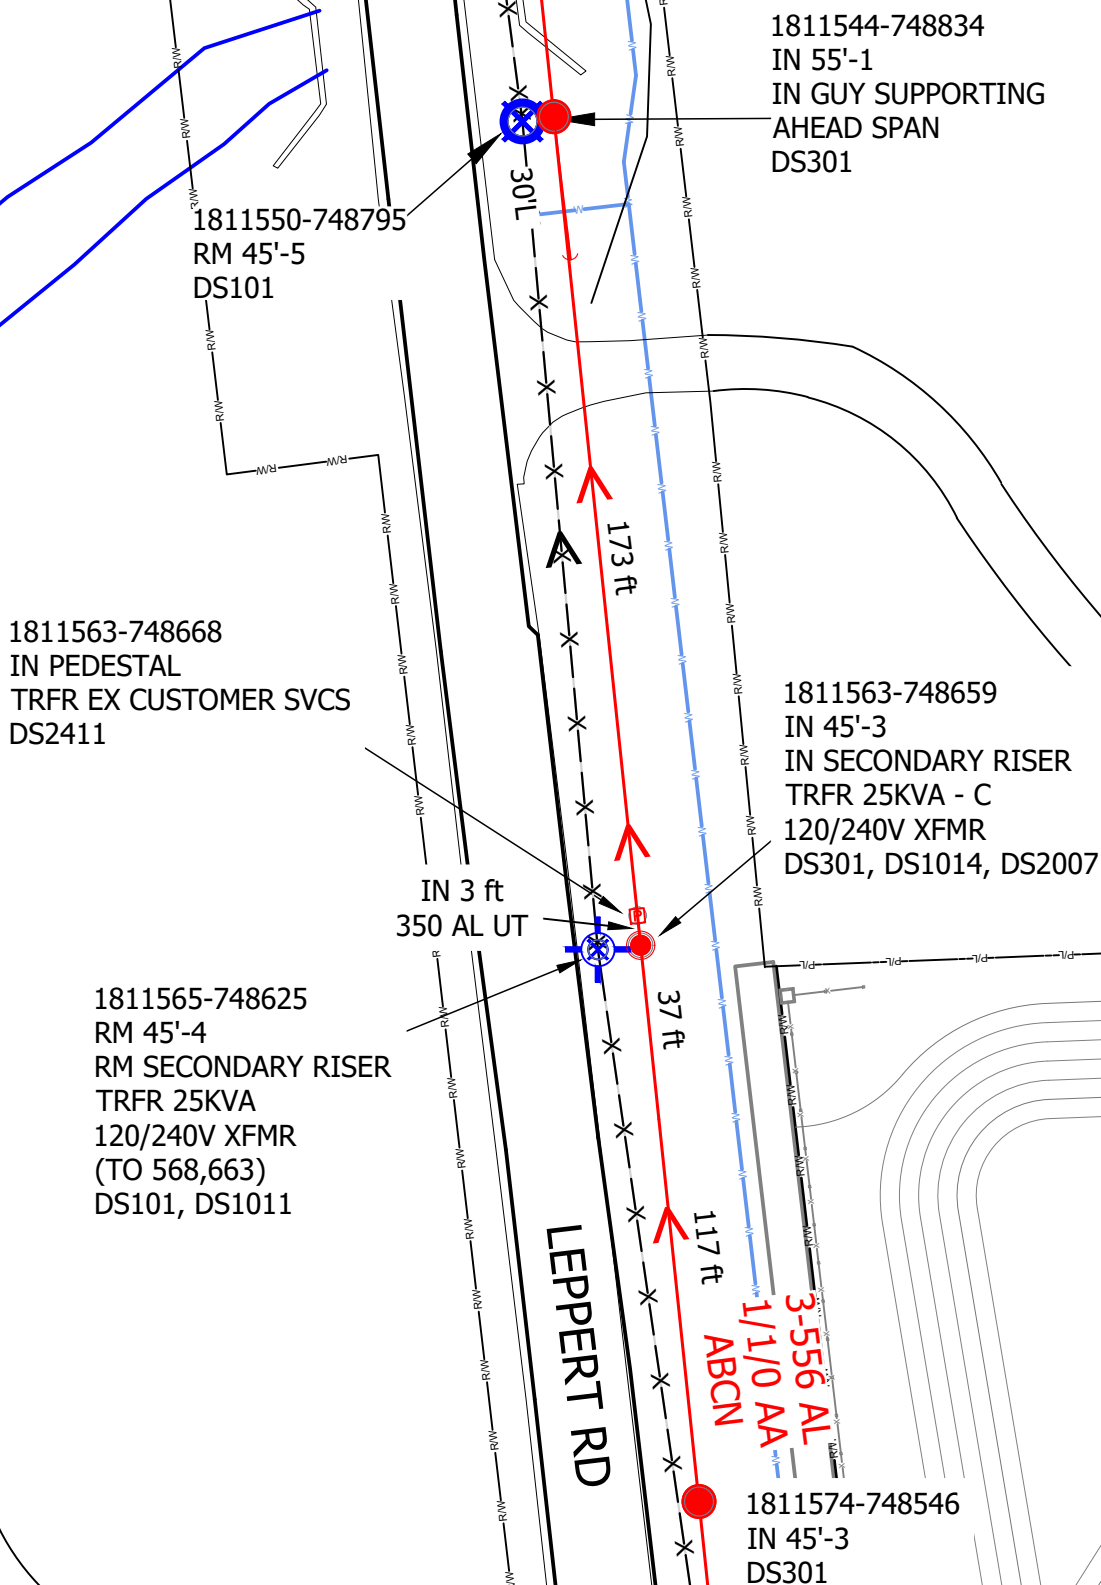 1811544-748834
IN 55'-1
IN GUY SUPPORTING
AHEAD SPAN
DS301
30'L
1811550-748795
RM 45'-5
DS101
173 ft
1811563-748668
IN PEDESTAL
TRFR EX CUSTOMER SVCS
DS2411
1811563-748659
IN 45'-3
IN SECONDARY RISER
TRFR 25KVA - C
120/240V XFMR
DS301, DS1014, DS2007
IN 3 ft
350 AL UT
P
37 ft
1811565-748625
RM 45'-4
RM SECONDARY RISER
TRFR 25KVA
120/240V XFMR
(TO 568,663)
DS101, DS1011
117 ft
LEPPERT RD
3-556 AL
1/1/0 AA
ABCN
1811574-748546
IN 45'-3
DS301
R/W
P/L
W